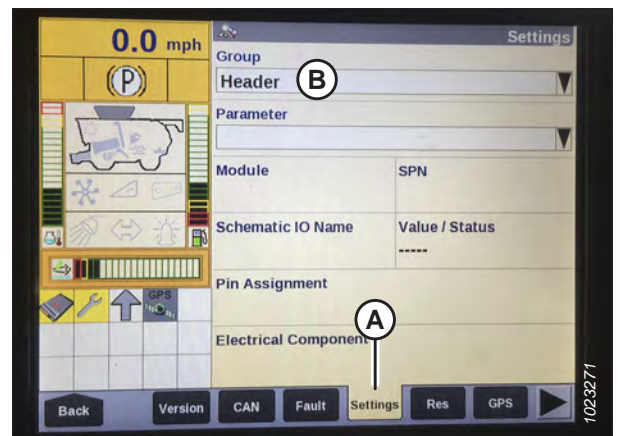 0.0 mph
Settings
Group
Header
B
(P)
Parameter
Module
SPN
Schematic IO Name
Value / Status
-----
Pin Assignment
GPS
A
Electrical Component
Back
Version
CAN
Fault
Settings
Res
GPS
1023271